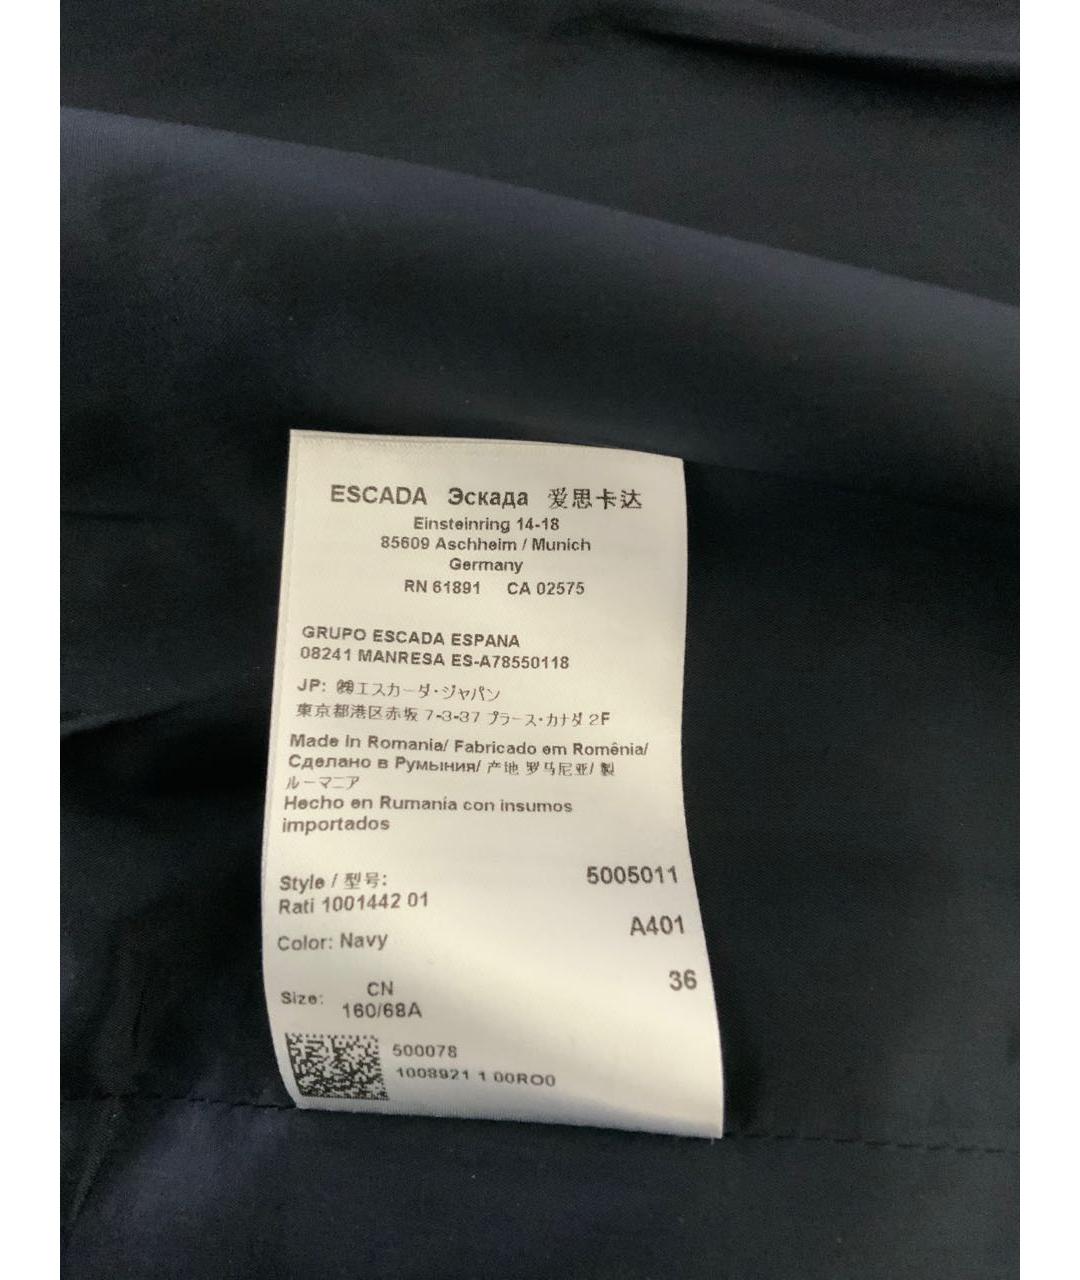 ESCADA Эскада 爱思卡达
Einsteinring 14-18
85609 Aschheim / Munich
Germany
RN 61891 CA 02575
GRUPO ESCADA ESPANA
08241 MANRESA ES-A78550118
JP: ㈱エスカーダ・ジャパン
東京都港区赤坂 7-3-37 プラース・カナダ 2F
Made in Romania/ Fabricado em Romênia/
Сделано в Румыния/ 产地 罗马尼亚/ 製
ルーマニア
Hecho en Rumanía con insumos
importados
Style / 型号: 5005011
Rati 1001442 01
A401
Color: Navy
36
CN
Size: 160/68A
500078
1008921 1 00RO0